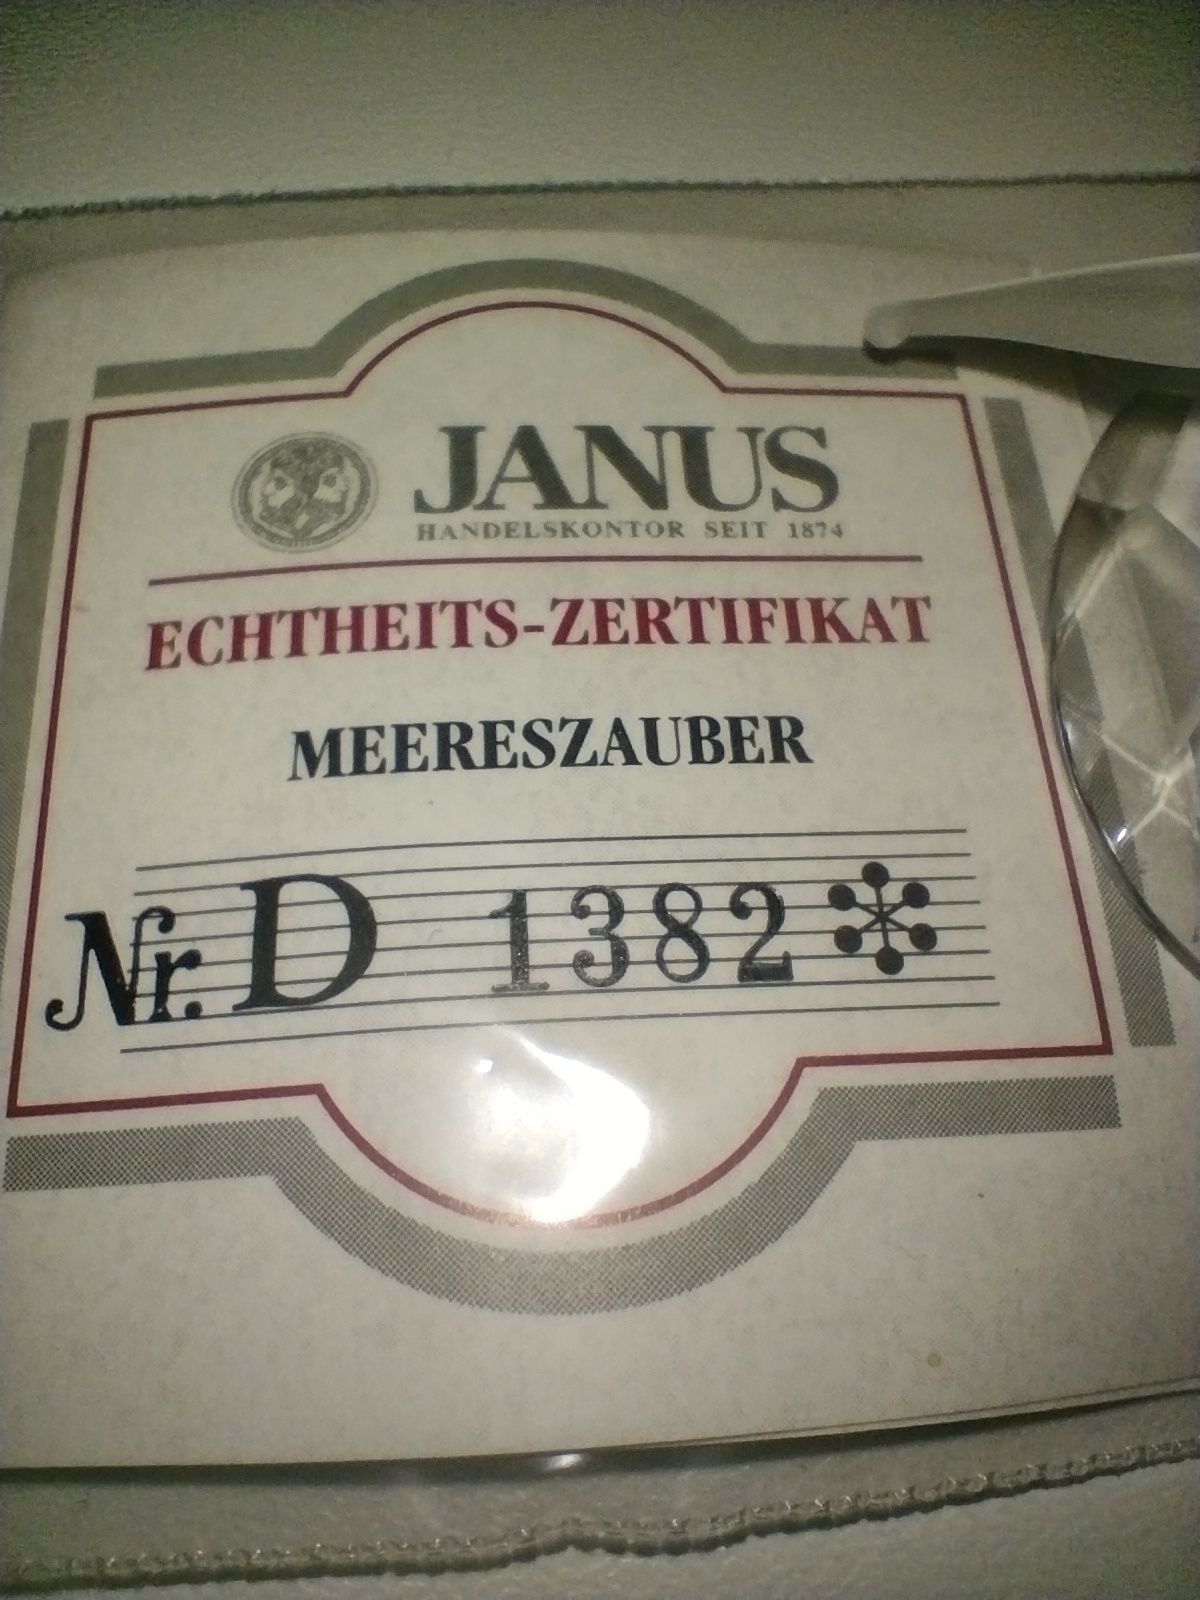 JANUS
HANDELSKONTOR SEIT 1874
ECHTHEITS-ZERTIFIKAT
MEERESZAUBER
Nr. D 1382